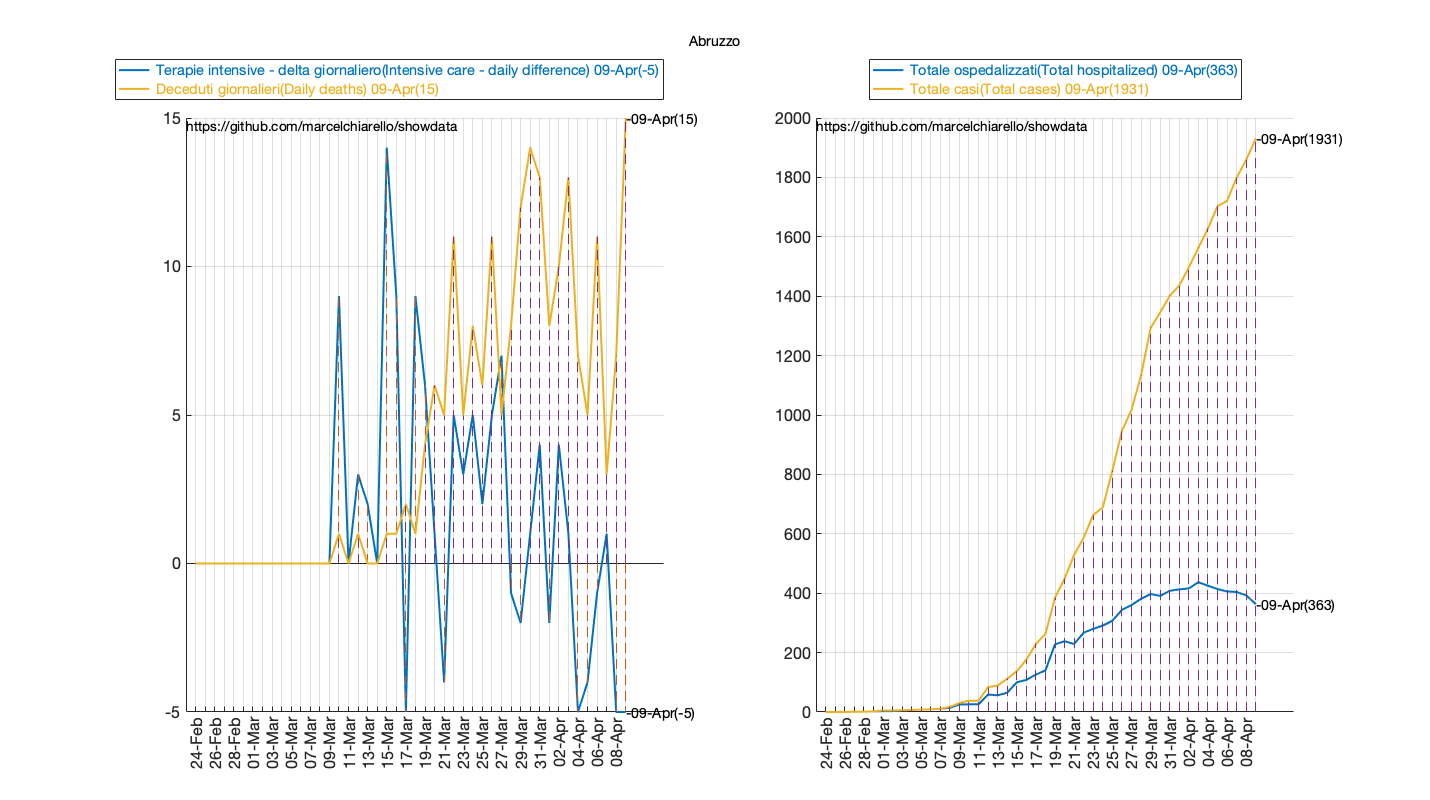 Abruzzo
Terapie intensive - delta giornaliero(Intensive care - daily difference) 09-Apr(-5)
Deceduti giornalieri(Daily deaths) 09-Apr(15)
https://github.com/marcelchiarello/showdata
-09-Apr(15)
15
10
5
0
-5
-09-Apr(-5)
24-Feb
26-Feb
28-Feb
01-Mar
03-Mar
05-Mar
07-Mar
09-Mar
11-Mar
13-Mar
15-Mar
17-Mar
19-Mar
21-Mar
23-Mar
25-Mar
27-Mar
29-Mar
31-Mar
02-Apr
04-Apr
06-Apr
08-Apr
Totale ospedalizzati(Total hospitalized) 09-Apr(363)
Totale casi(Total cases) 09-Apr(1931)
https://github.com/marcelchiarello/showdata
-09-Apr(1931)
2000
1800
1600
1400
1200
1000
800
600
400
200
0
-09-Apr(363)
24-Feb
26-Feb
28-Feb
01-Mar
03-Mar
05-Mar
07-Mar
09-Mar
11-Mar
13-Mar
15-Mar
17-Mar
19-Mar
21-Mar
23-Mar
25-Mar
27-Mar
29-Mar
31-Mar
02-Apr
04-Apr
06-Apr
08-Apr